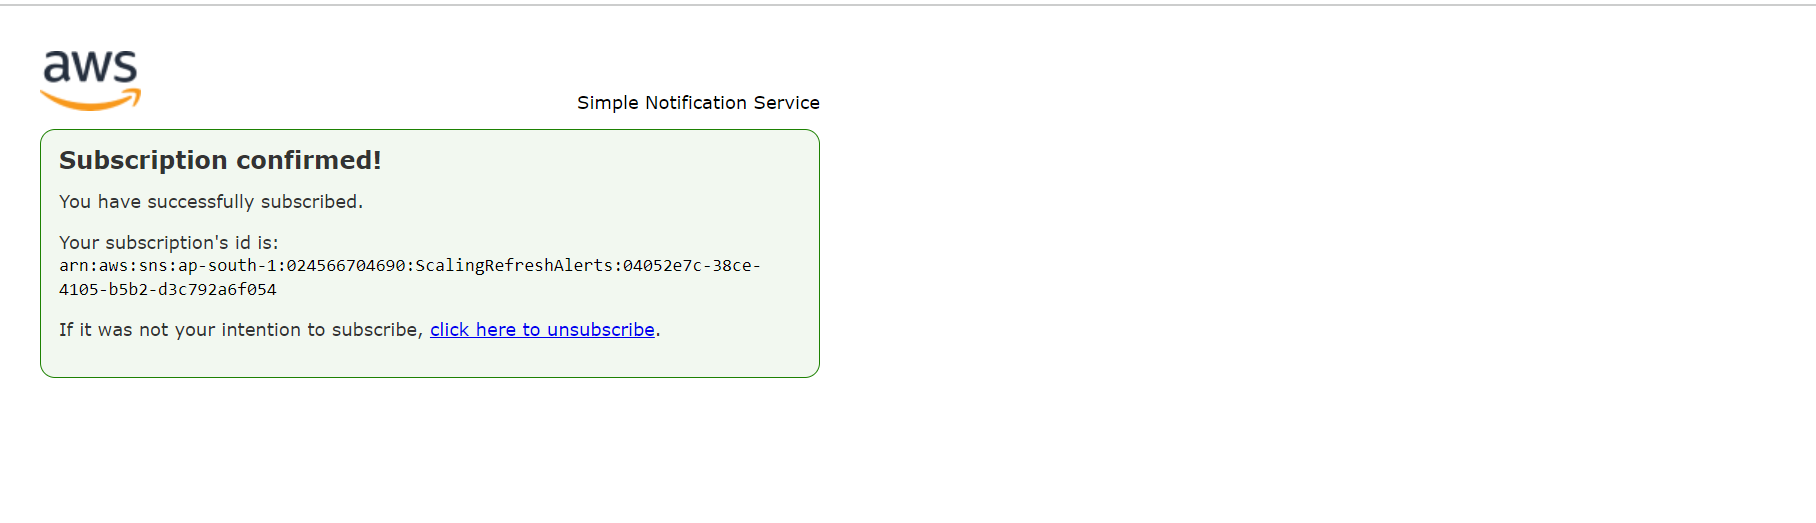 aws
Simple Notification Service
Subscription confirmed!
You have successfully subscribed.
Your subscription's id is:
arn:aws:sns:ap-south-1:024566704690:ScalingRefreshAlerts:04052e7c-38ce-
4105-b5b2-d3c792a6f054
If it was not your intention to subscribe, click here to unsubscribe.